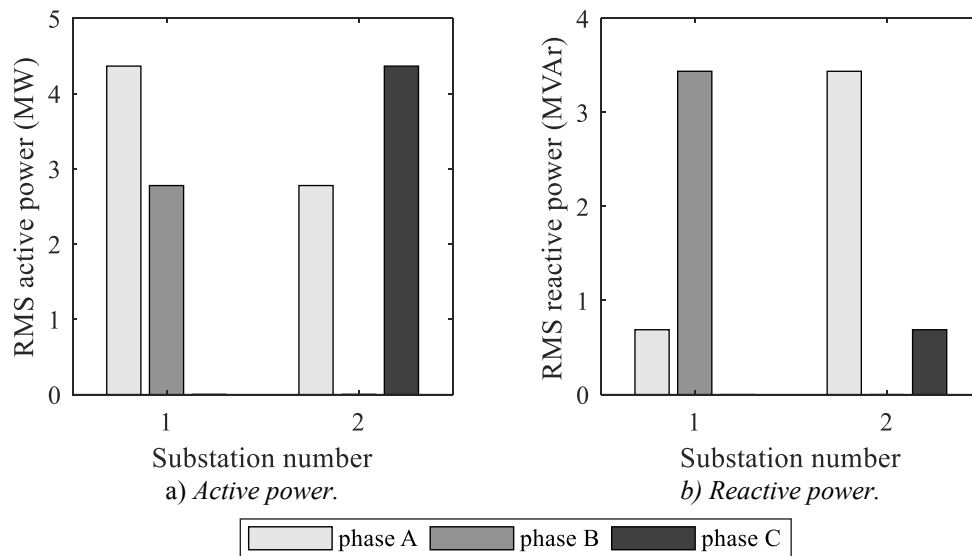 RMS active power (MW)
5
4
3
2
1
0
1
2
Substation number
a) Active power.
RMS reactive power (MVAr)
4
3
2
1
0
1
2
Substation number
b) Reactive power.
phase A
phase B
phase C